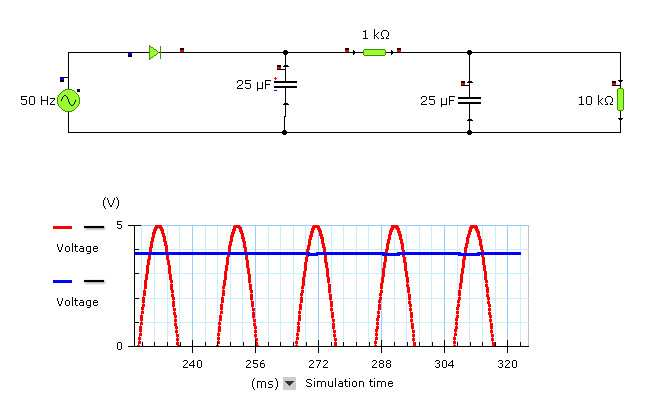 1 kΩ
25 µF
50 Hz
25 µF
10 kΩ
(V)
5
Voltage
Voltage
0
240 256 272 288 304 320
(ms) Simulation time